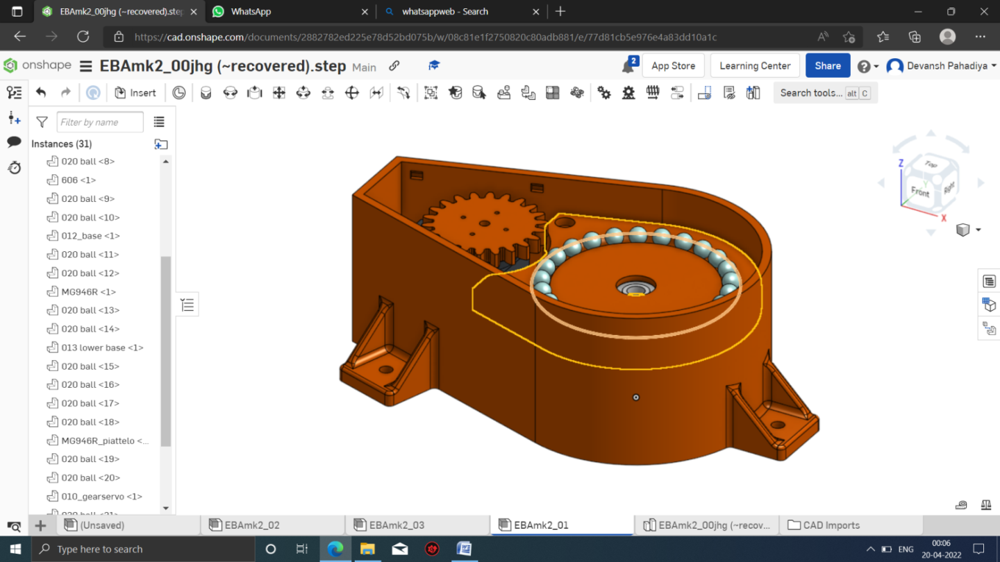 EBAmk2_00jhg (~recovered).step
WhatsApp
whatsappweb - Search
https://cad.onshape.com/documents/2882782ed225e78d52bd075b/w/08c81e1f2750820c80adb881/e/77d81cb5e976e4a83dd10a1c
onshape
EBAmk2_00jhg (~recovered).step Main
2
App Store
Learning Center
Share
Devansh Pahadiya
Insert
Search tools... alt C
Filter by name
Instances (31)
020 ball <8>
606 <1>
020 ball <9>
020 ball <10>
012_base <1>
020 ball <11>
020 ball <12>
MG946R <1>
020 ball <13>
020 ball <14>
013 lower base <1>
020 ball <15>
020 ball <16>
020 ball <17>
020 ball <18>
MG946R_piattelo <...
020 ball <19>
020 ball <20>
010_gearservo <1>
020 ball <21>
Z
Top
Y
Front
Right
X
(Unsaved)
EBAmk2_02
EBAmk2_03
EBAmk2_01
EBAmk2_00jhg (~recov...
CAD Imports
Type here to search
ENG
00:06
20-04-2022